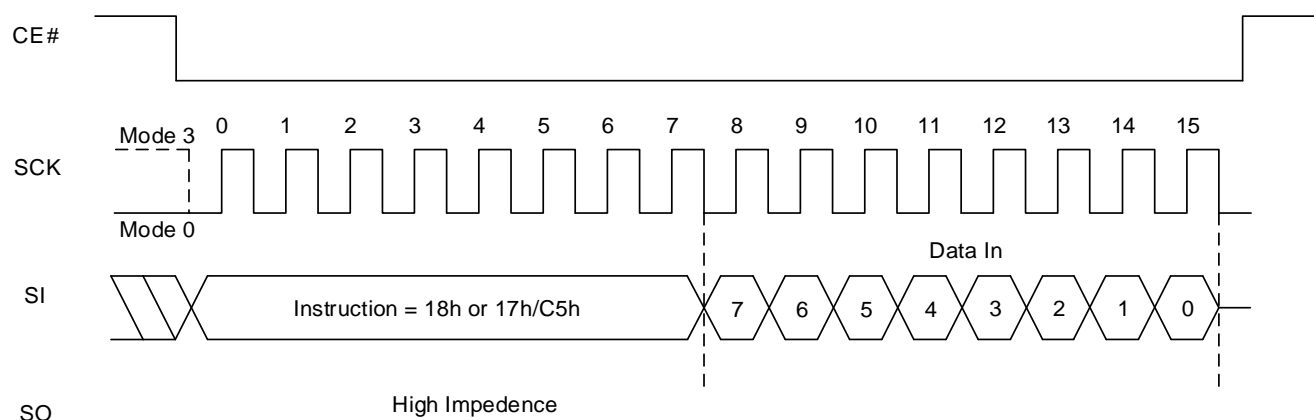 CE#
Mode 3
0 1 2 3 4 5 6 7 8 9 10 11 12 13 14 15
SCK
Mode 0
Data In
SI
Instruction = 18h or 17h/C5h
7 6 5 4 3 2 1 0
High Impedence
SO